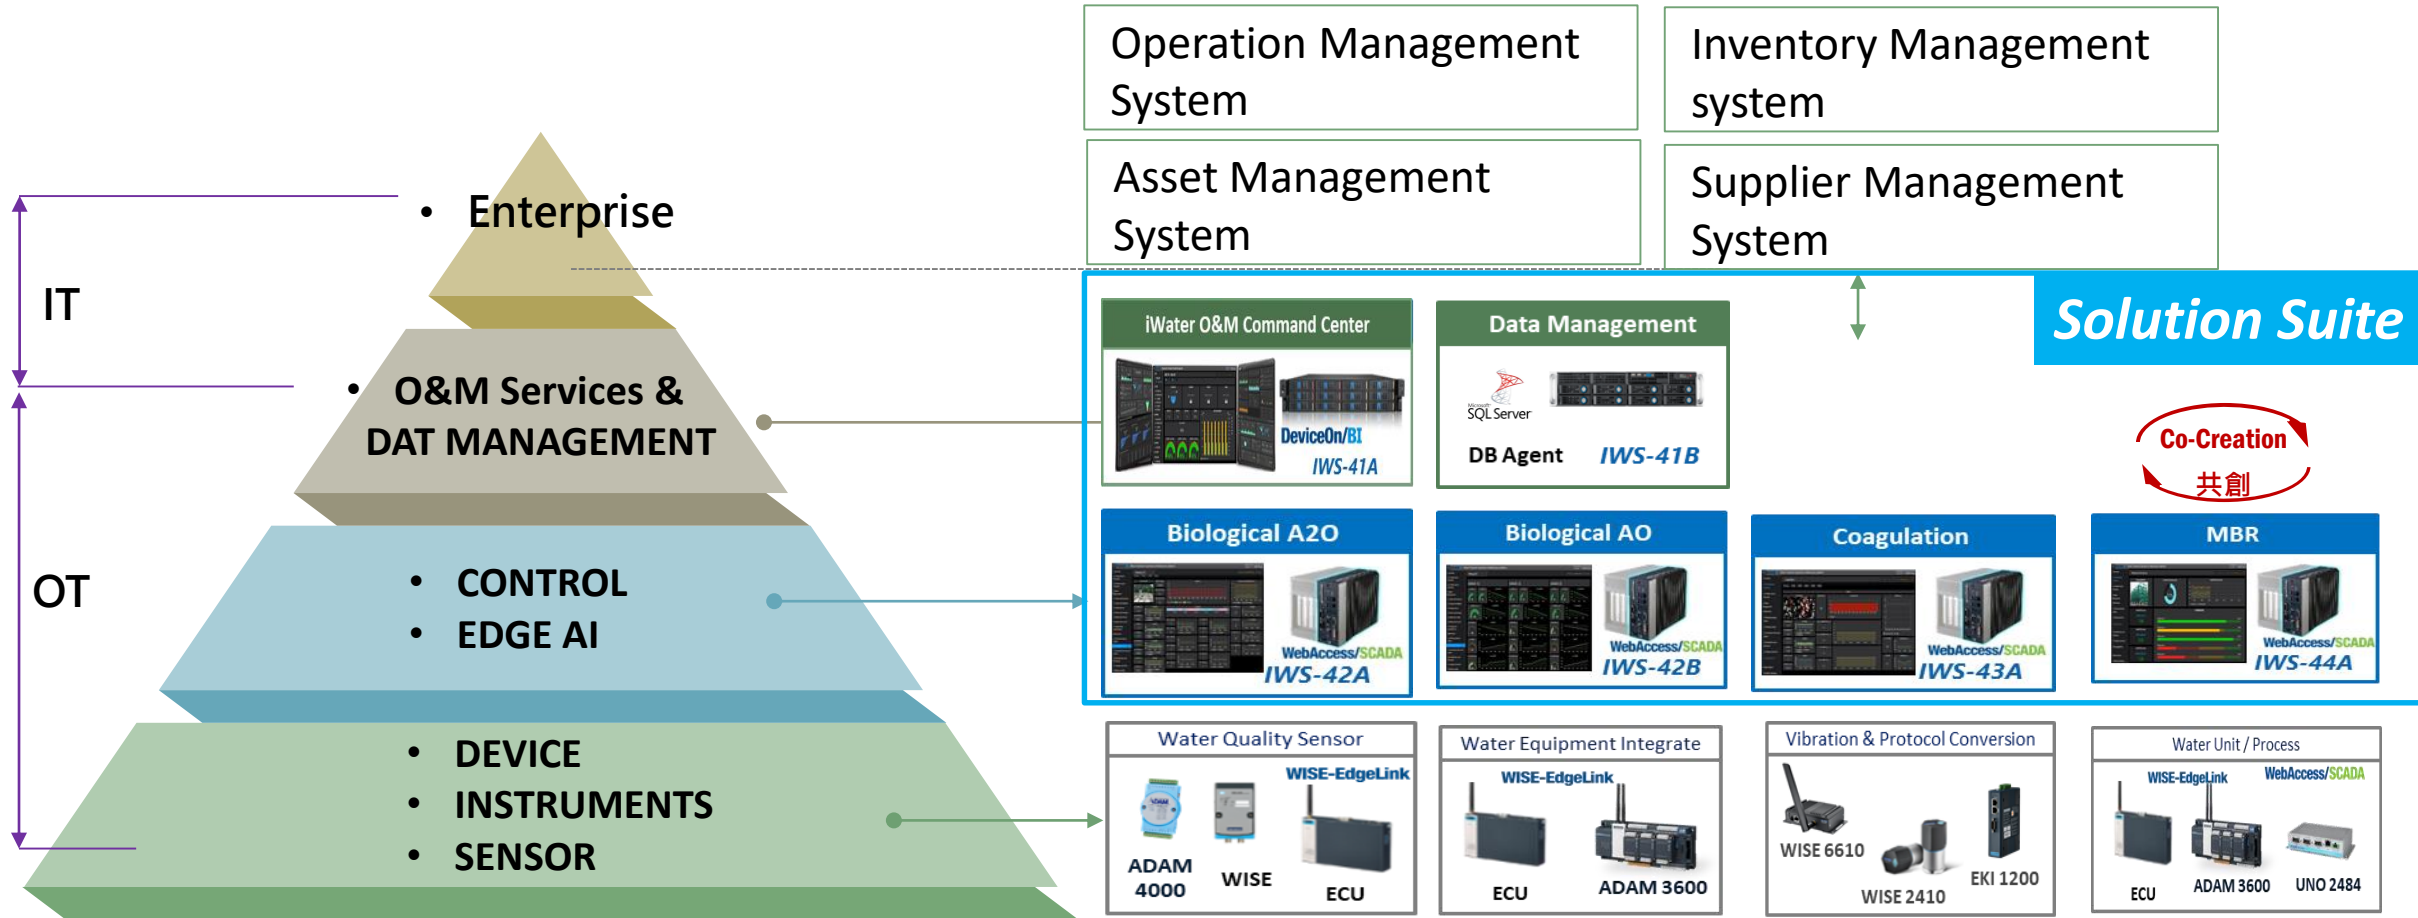 Operation Management
System
Inventory Management
system
Asset Management
System
Supplier Management
System
• Enterprise
IT
• O&M Services &
DAT MANAGEMENT
OT
• CONTROL
• EDGE AI
• DEVICE
• INSTRUMENTS
• SENSOR
Solution Suite
iWater O&M Command Center
DeviceOn/BI
IWS-41A
Data Management
Microsoft
SQL Server
DB Agent
IWS-41B
Co-Creation
共創
Biological A2O
WebAccess/SCADA
IWS-42A
Biological AO
WebAccess/SCADA
IWS-42B
Coagulation
WebAccess/SCADA
IWS-43A
MBR
WebAccess/SCADA
IWS-44A
Water Quality Sensor
WISE-EdgeLink
ADAM
4000
WISE
ECU
Water Equipment Integrate
WISE-EdgeLink
ECU
ADAM 3600
Vibration & Protocol Conversion
WISE 6610
WISE 2410
EKI 1200
Water Unit / Process
WISE-EdgeLink
WebAccess/SCADA
ECU
ADAM 3600
UNO 2484